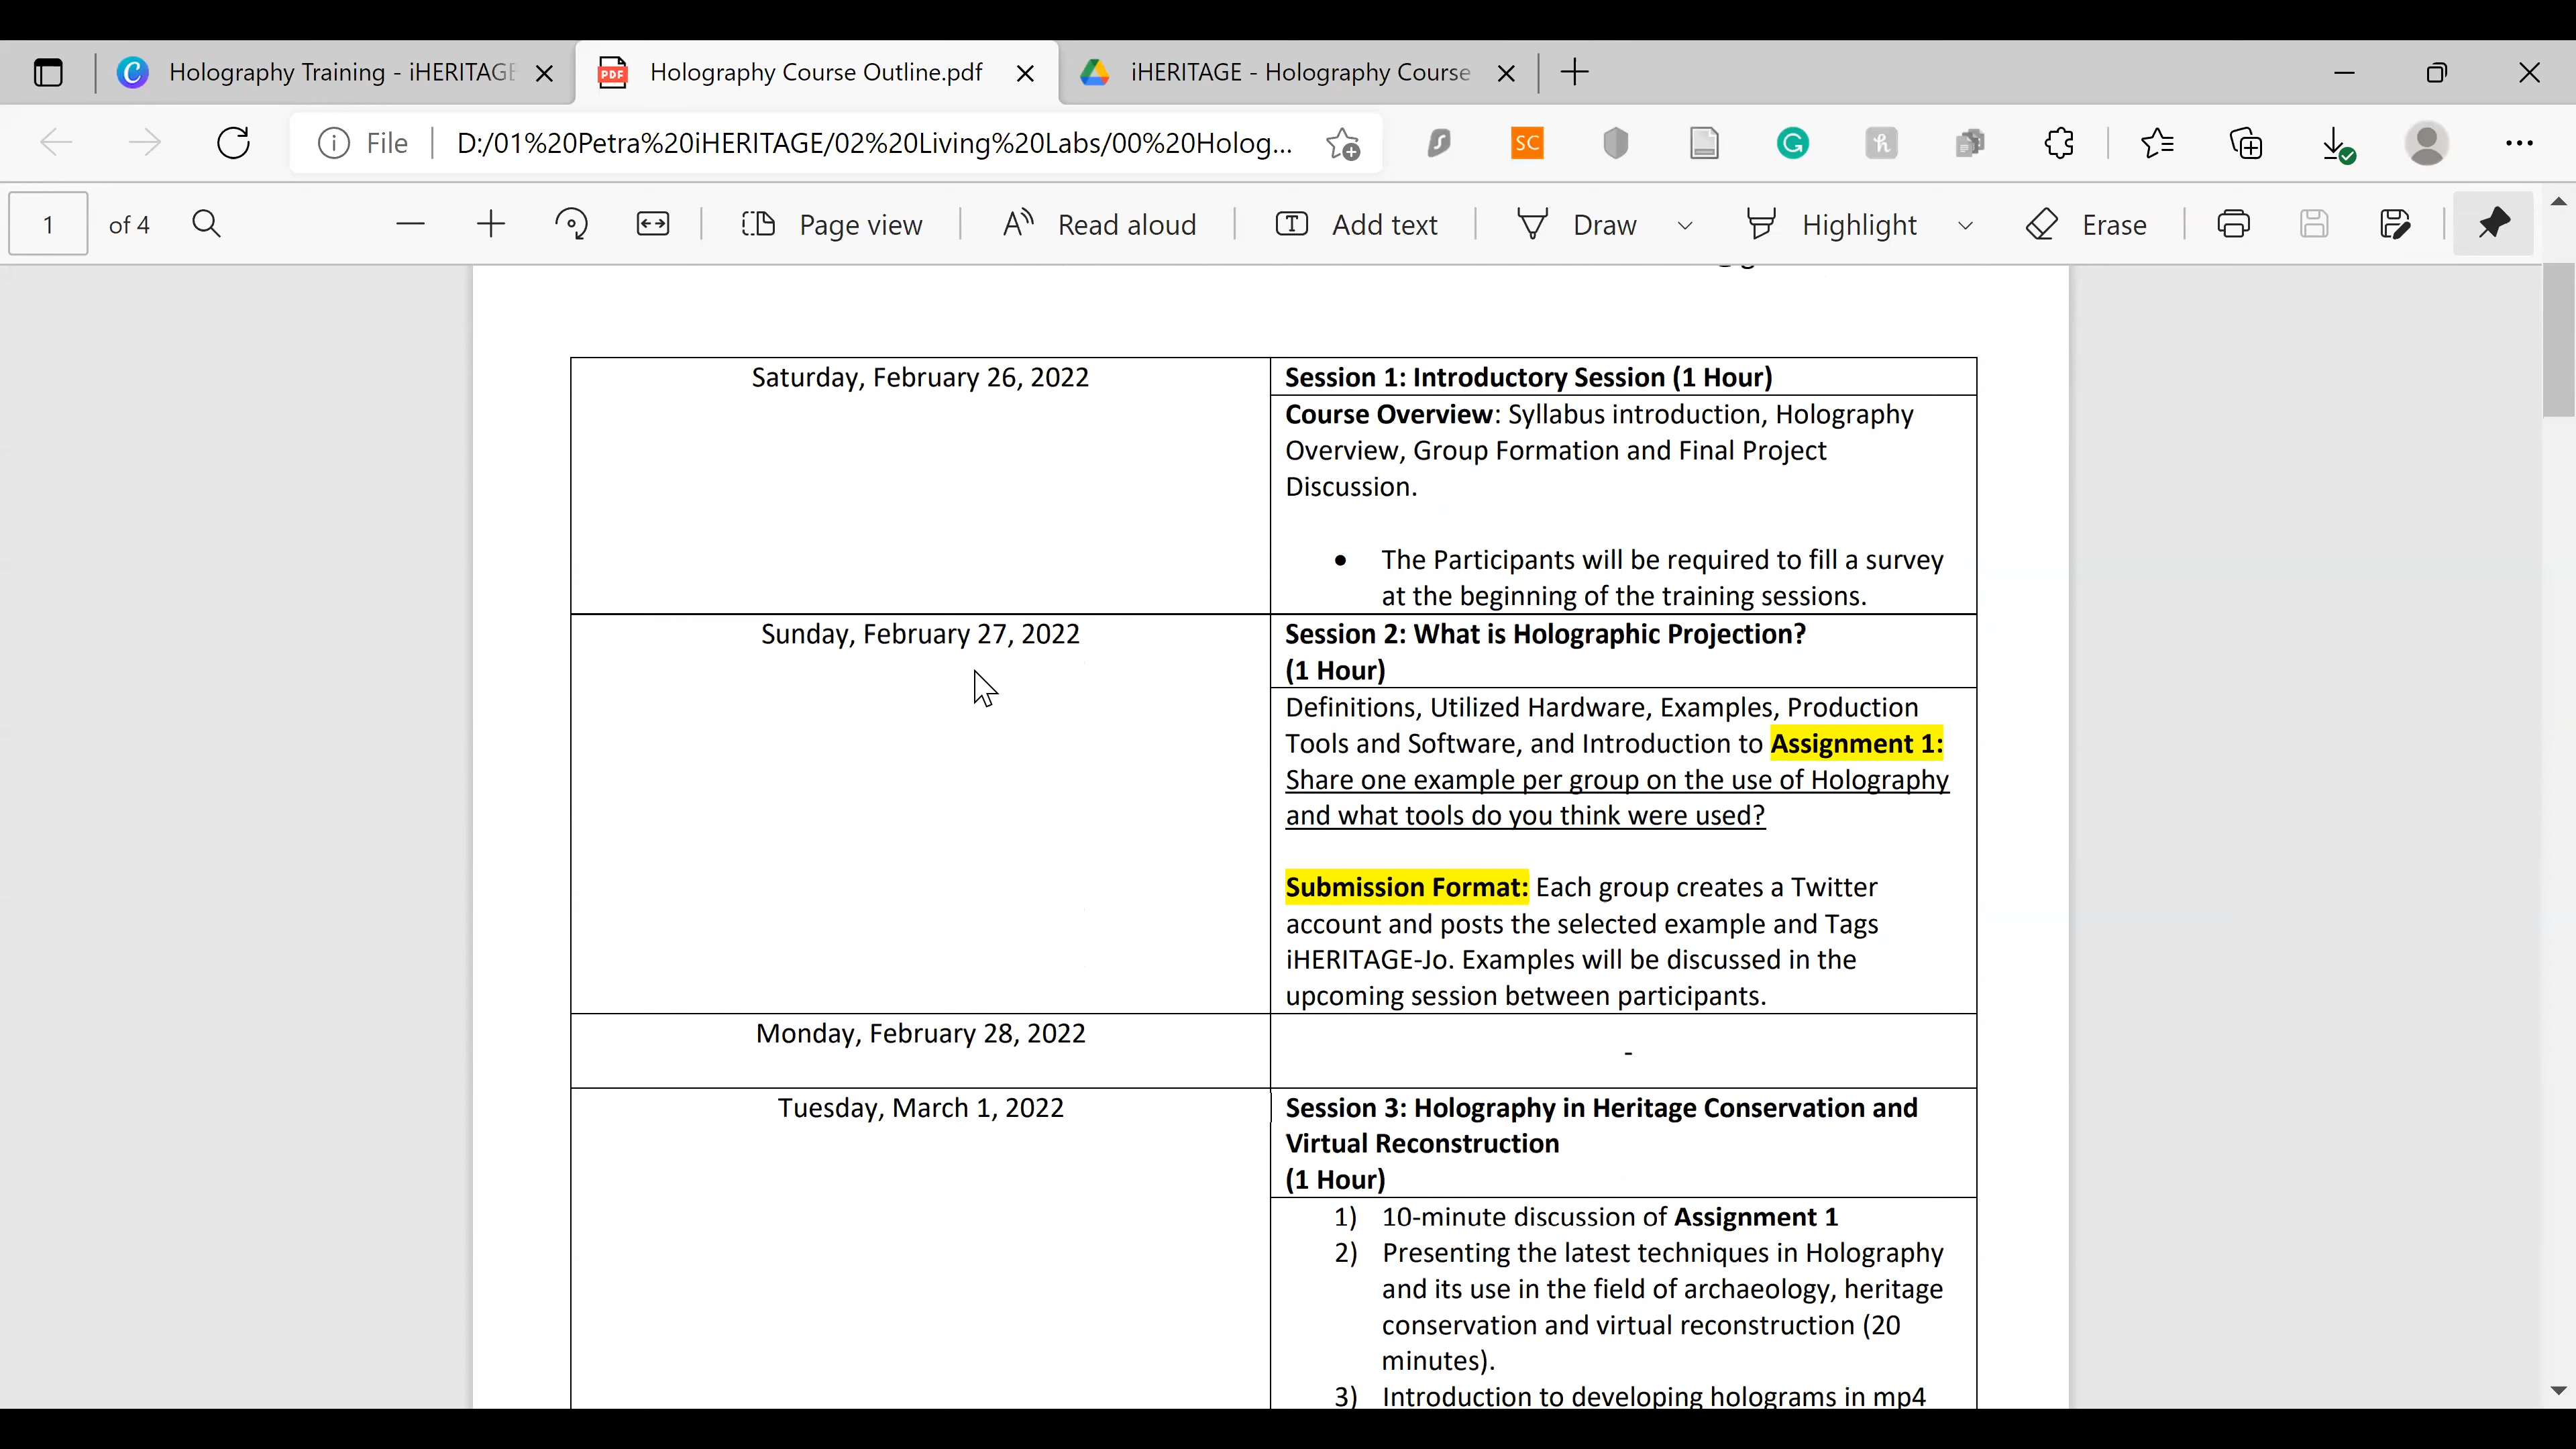 Holography Training - iHERITAGE
Holography Course Outline.pdf
iHERITAGE - Holography Course
File
D:/01%20Petra%20iHERITAGE/02%20Living%20Labs/00%20Holog...
SC
1
of 4
Page view
Read aloud
Add text
Draw
Highlight
Erase
Saturday, February 26, 2022
Session 1: Introductory Session (1 Hour)
Course Overview: Syllabus introduction, Holography
Overview, Group Formation and Final Project
Discussion.
• The Participants will be required to fill a survey
at the beginning of the training sessions.
Sunday, February 27, 2022
Session 2: What is Holographic Projection?
(1 Hour)
Definitions, Utilized Hardware, Examples, Production
Tools and Software, and Introduction to Assignment 1:
Share one example per group on the use of Holography
and what tools do you think were used?
Submission Format: Each group creates a Twitter
account and posts the selected example and Tags
iHERITAGE-Jo. Examples will be discussed in the
upcoming session between participants.
Monday, February 28, 2022
-
Tuesday, March 1, 2022
Session 3: Holography in Heritage Conservation and
Virtual Reconstruction
(1 Hour)
1) 10-minute discussion of Assignment 1
2) Presenting the latest techniques in Holography
and its use in the field of archaeology, heritage
conservation and virtual reconstruction (20
minutes).
3) Introduction to developing holograms in mp4